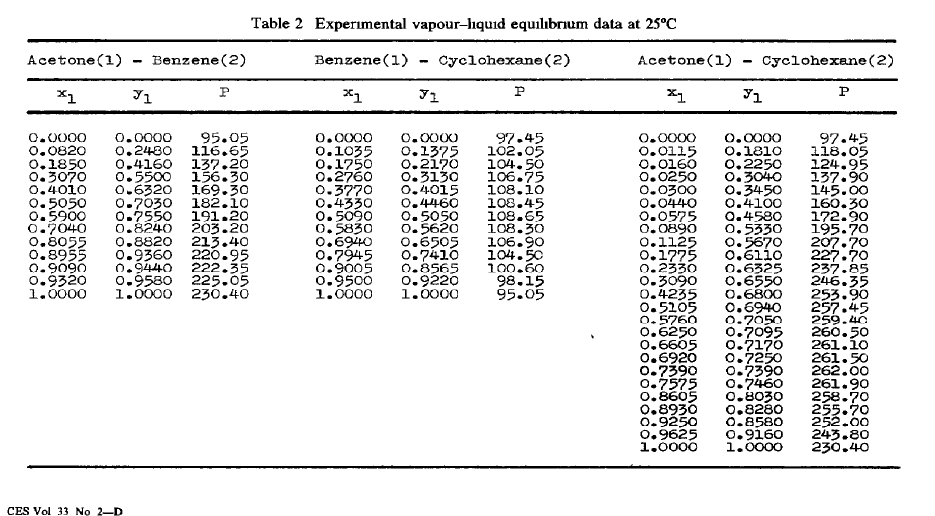 Table 2 Experimental vapour–liquid equilibrium data at 25°C
Acetone(1) - Benzene(2) Benzene(1) - Cyclohexane(2) Acetone(1) - Cyclohexane(2)
x1 y1 P x1 y1 P x1 y1 P
0.0000 0.0000 95.05 0.0000 0.0000 97.45 0.0000 0.0000 97.45
0.0820 0.2480 116.65 0.1035 0.1375 102.05 0.0115 0.1810 118.05
0.1850 0.4160 137.20 0.1750 0.2170 104.50 0.0160 0.2250 124.95
0.3070 0.5500 156.30 0.2760 0.3130 106.75 0.0250 0.3040 137.90
0.4010 0.6320 169.30 0.3770 0.4015 108.10 0.0300 0.3450 145.00
0.5050 0.7030 182.10 0.4330 0.4460 108.45 0.0440 0.4100 160.30
0.5900 0.7550 191.20 0.5090 0.5050 108.65 0.0575 0.4580 172.90
0.7040 0.8240 203.20 0.5830 0.5620 108.30 0.0890 0.5330 195.70
0.8055 0.8820 213.40 0.6940 0.6505 106.90 0.1125 0.5670 207.70
0.8955 0.9360 220.95 0.7945 0.7410 104.50 0.1775 0.6110 227.70
0.9090 0.9440 222.35 0.9005 0.8565 100.60 0.2330 0.6325 237.85
0.9320 0.9580 225.05 0.9500 0.9220 98.15 0.3090 0.6550 246.35
1.0000 1.0000 230.40 1.0000 1.0000 95.05 0.4235 0.6800 253.90
0.5105 0.6940 257.45
0.5760 0.7050 259.40
0.6250 0.7095 260.50
0.6605 0.7170 261.10
0.6920 0.7250 261.50
0.7390 0.7390 262.00
0.7575 0.7460 261.90
0.8605 0.8030 258.70
0.8930 0.8280 255.70
0.9250 0.8580 252.00
0.9625 0.9160 243.80
1.0000 1.0000 230.40
CES Vol 33 No 2—D